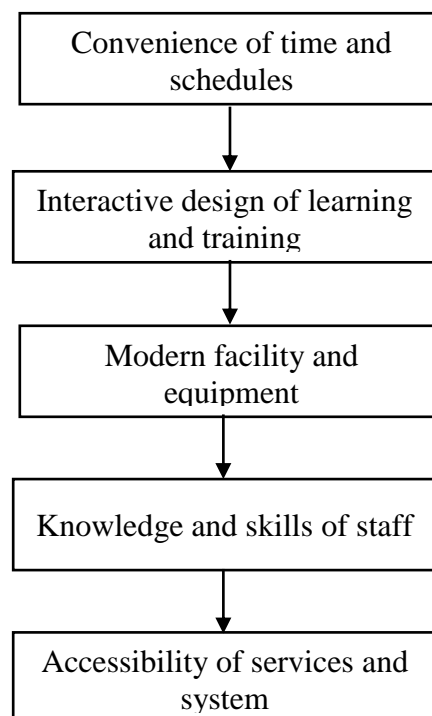 Convenience of time and
schedules
Interactive design of learning
and training
Modern facility and
equipment
Knowledge and skills of staff
Accessibility of services and
system